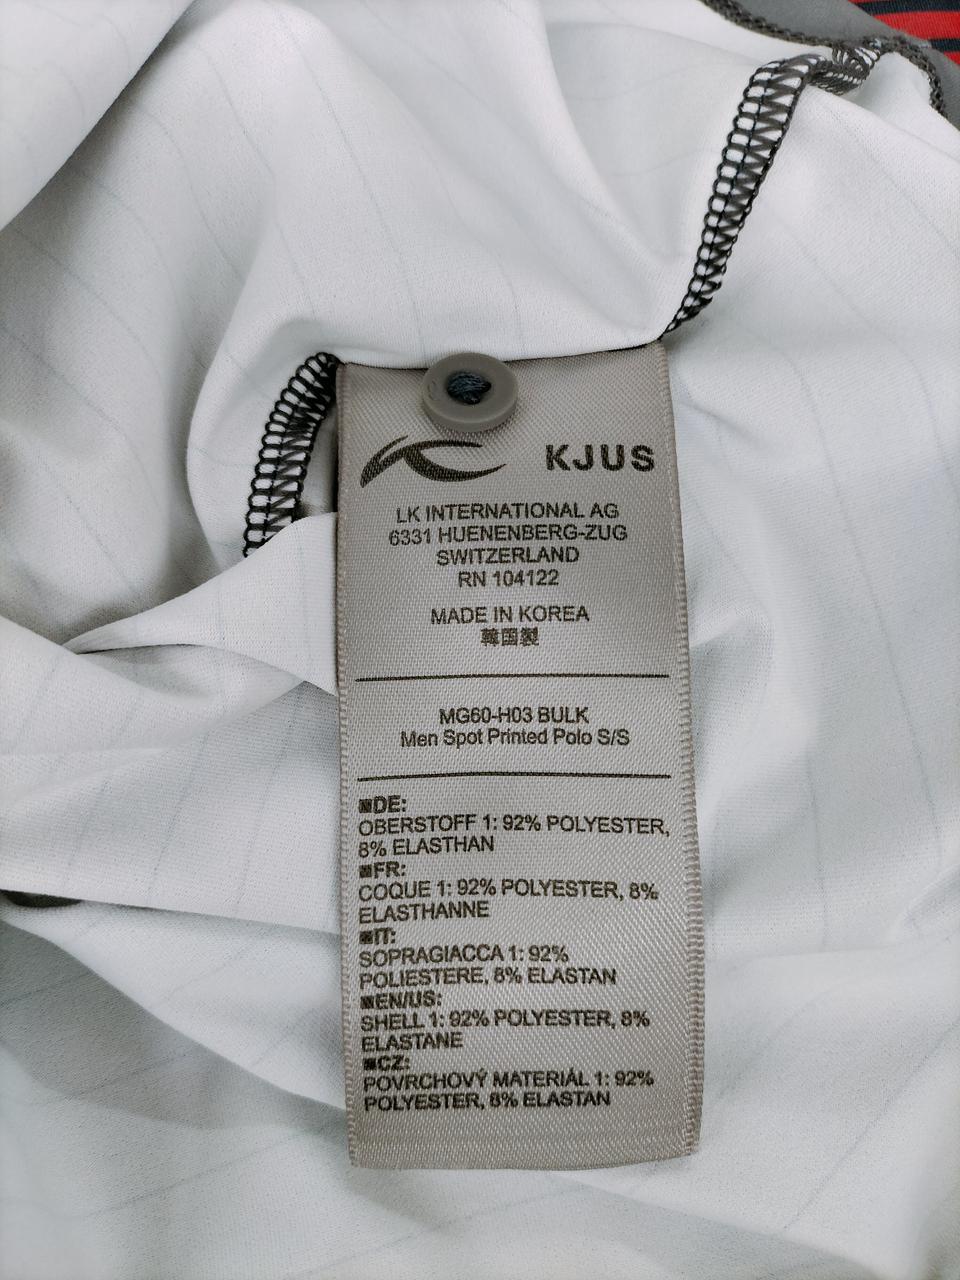 KJUS
LK INTERNATIONAL AG
6331 HUENENBERG-ZUG
SWITZERLAND
RN 104122
MADE IN KOREA
韓国製
MG60-H03 BULK
Men Spot Printed Polo S/S
■DE:
OBERSTOFF 1: 92% POLYESTER,
8% ELASTHAN
■FR:
COQUE 1: 92% POLYESTER, 8%
ELASTHANNE
■IT:
SOPRAGIACCA 1: 92%
POLIESTERE, 8% ELASTAN
■EN/US:
SHELL 1: 92% POLYESTER, 8%
ELASTANE
■CZ:
POVRCHOVÝ MATERIÁL 1: 92%
POLYESTER, 8% ELASTAN